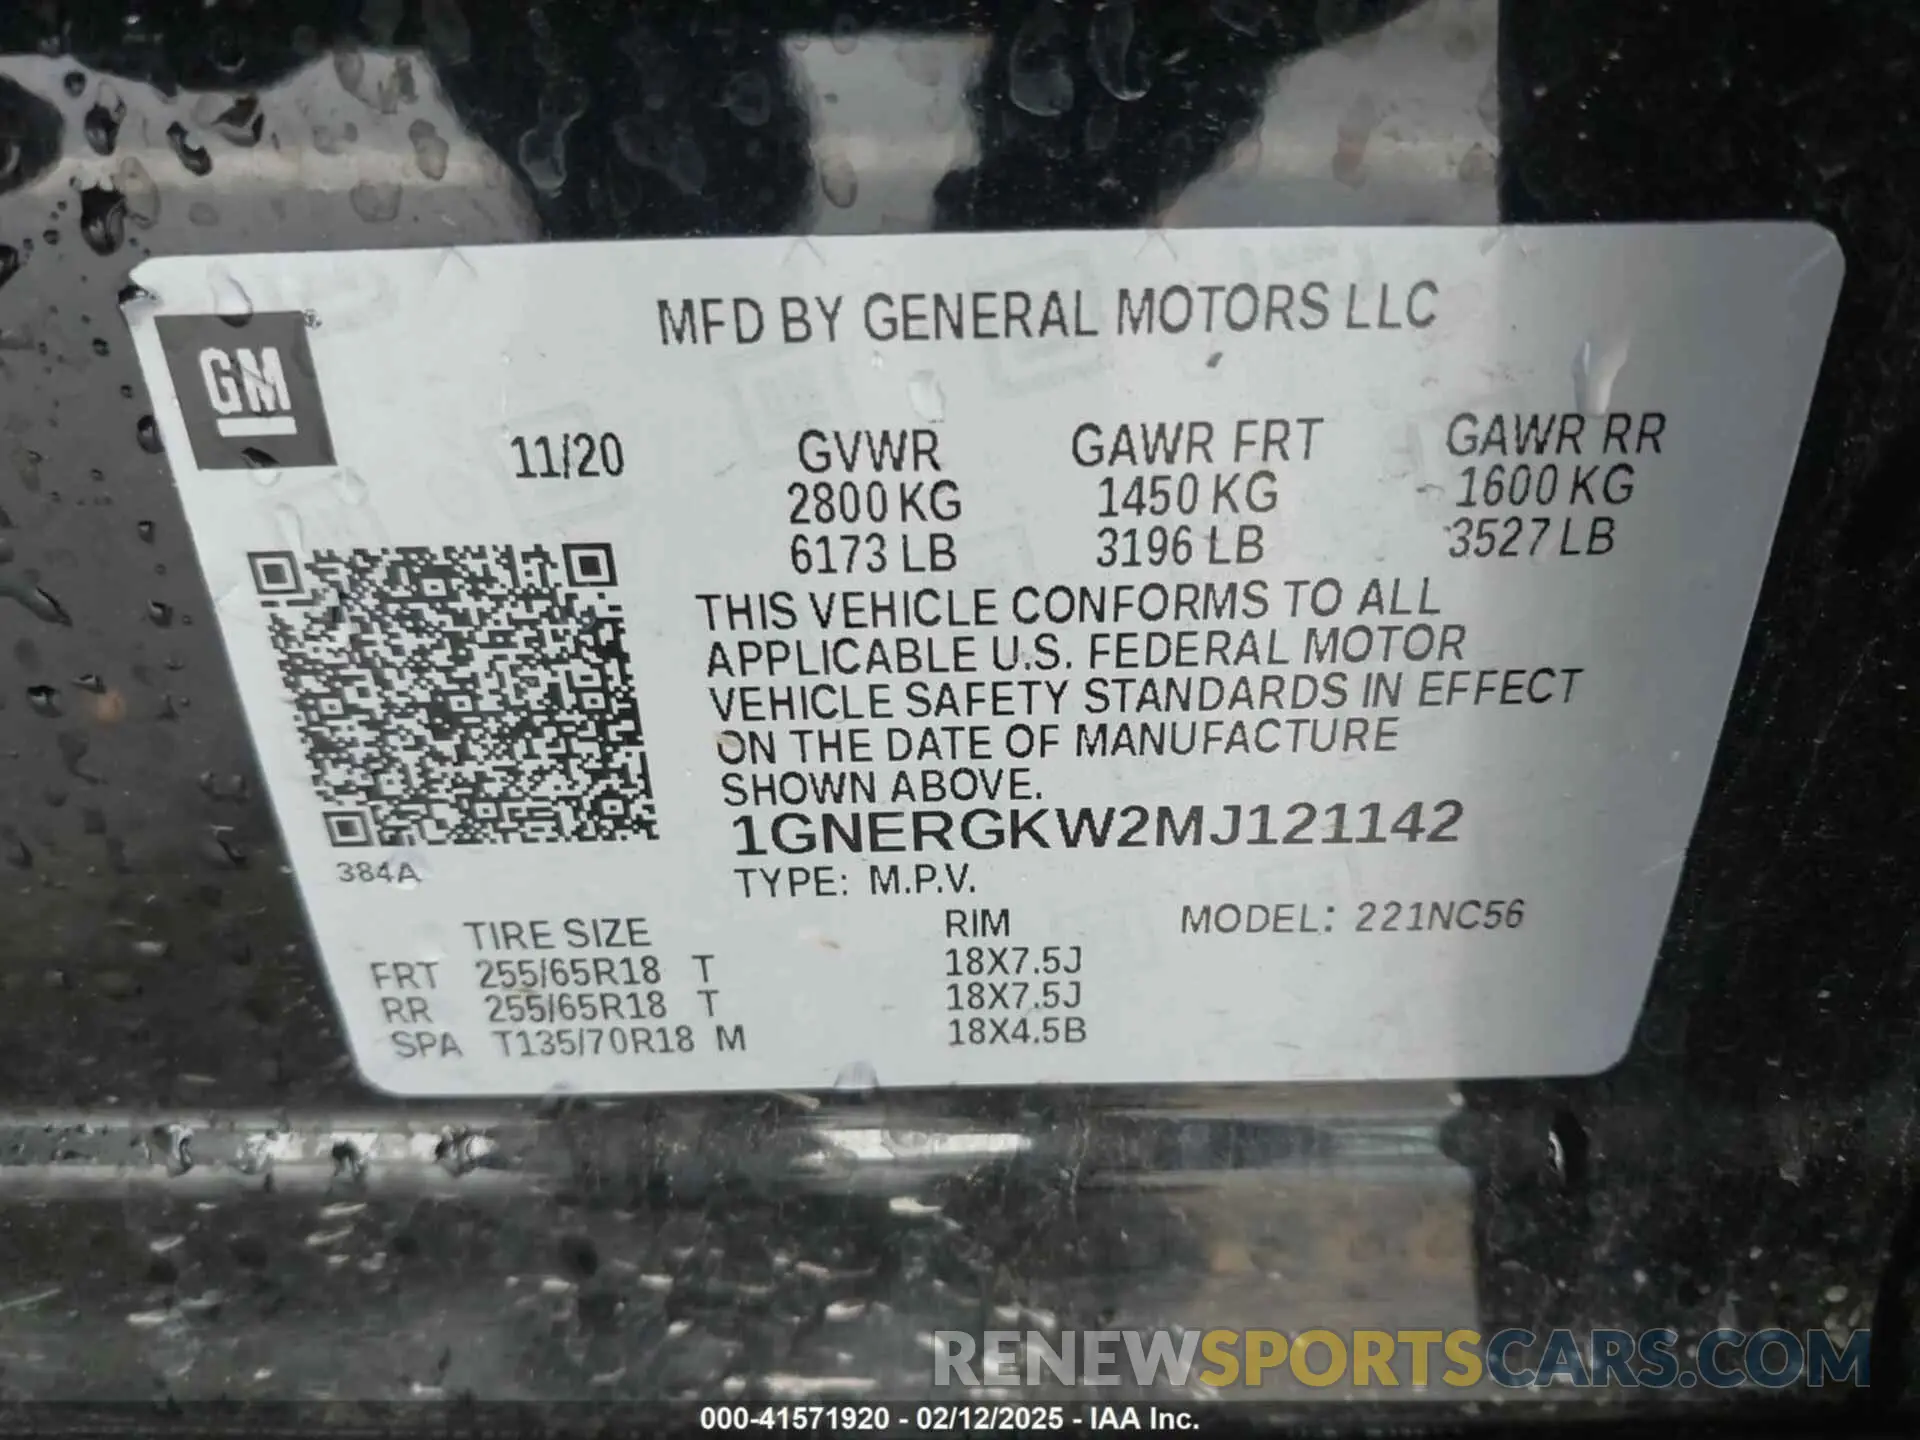 MFD BY GENERAL MOTORS LLC
GM ®
11/20 GVWR GAWR FRT GAWR RR
2800 KG 1450 KG 1600 KG
6173 LB 3196 LB 3527 LB
THIS VEHICLE CONFORMS TO ALL
APPLICABLE U.S. FEDERAL MOTOR
VEHICLE SAFETY STANDARDS IN EFFECT
ON THE DATE OF MANUFACTURE
SHOWN ABOVE.
1GNERGKW2MJ121142
384A
TYPE: M.P.V.
TIRE SIZE RIM MODEL: 221NC56
FRT 255/65R18 T 18X7.5J
RR 255/65R18 T 18X7.5J
SPA T135/70R18 M 18X4.5B
RENEWSPORTSCARS.COM
000-41571920 - 02/12/2025 - IAA Inc.